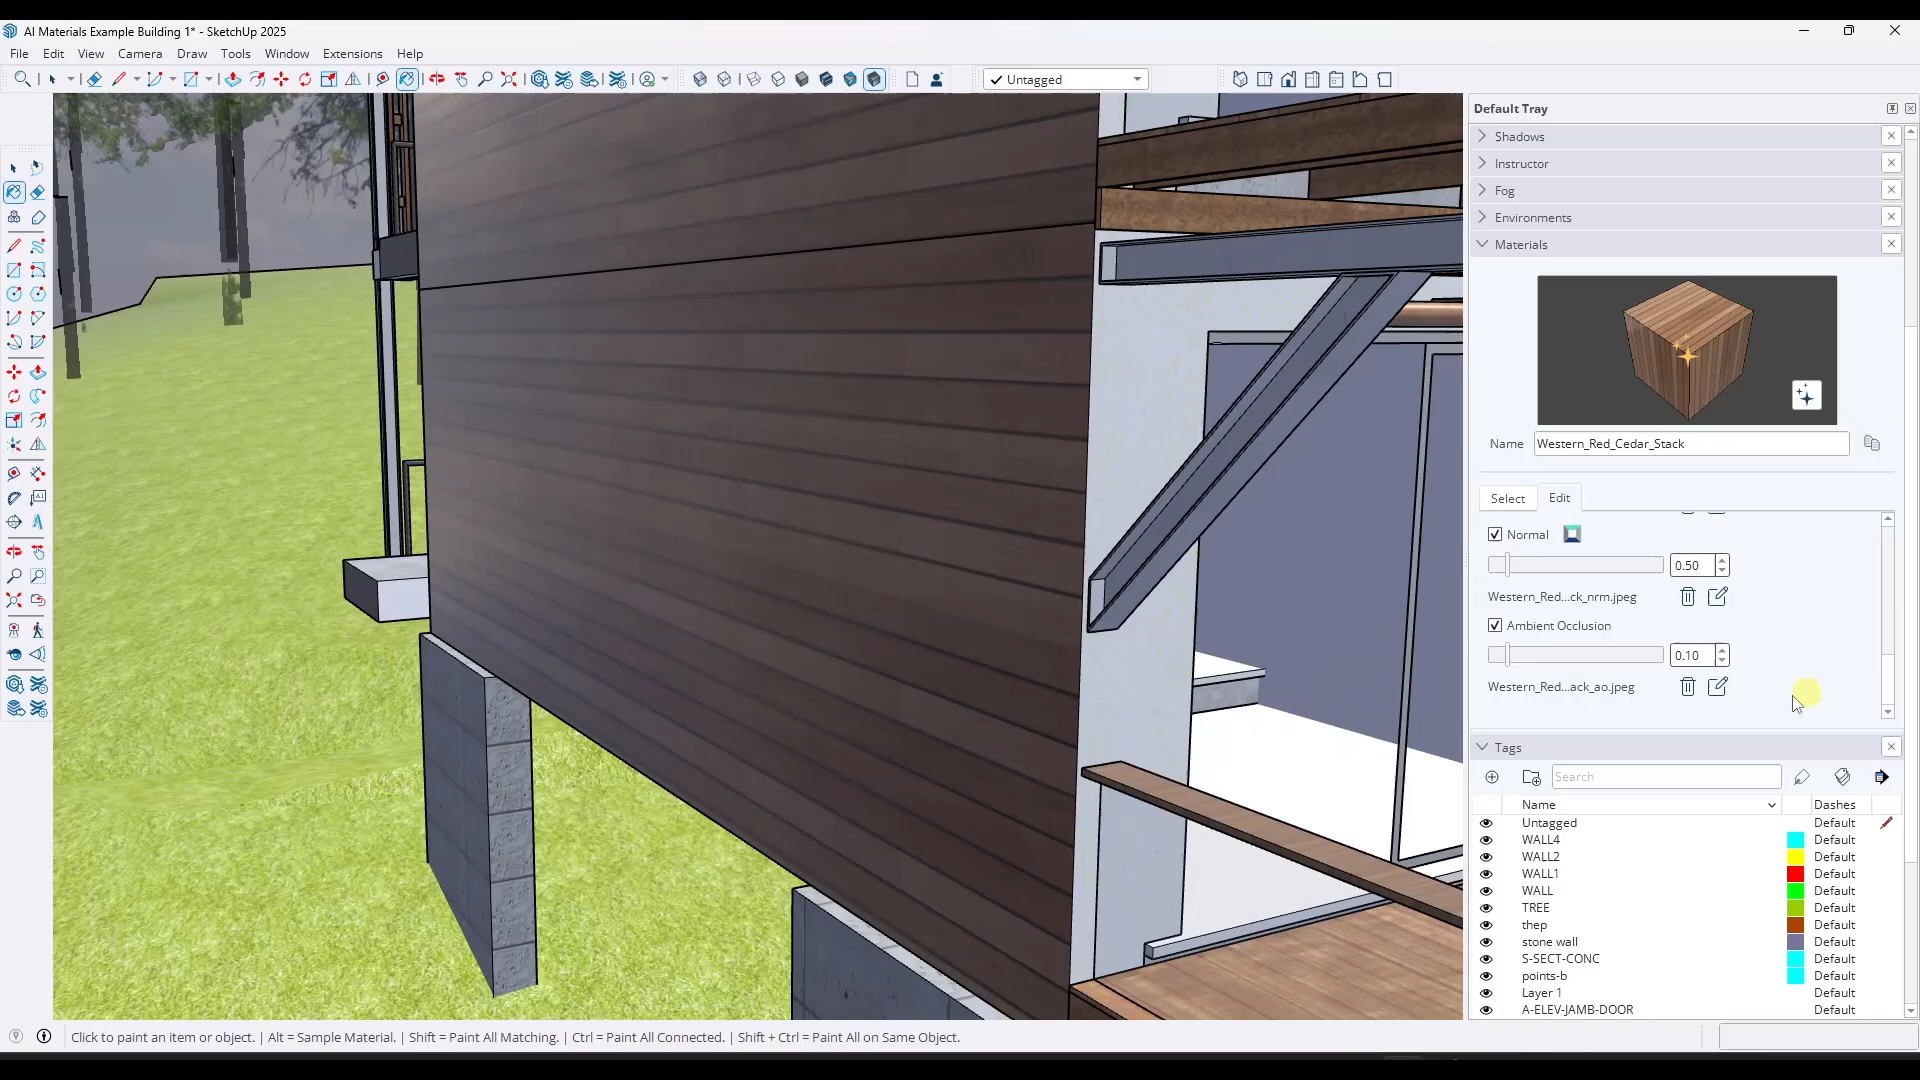 AI Materials Example Building 1* - SketchUp 2025
File Edit View Camera Draw Tools Window Extensions Help
Untagged
Default Tray
Shadows
Instructor
Fog
Environments
Materials
Name Western_Red_Cedar_Stack
Select Edit
Normal
0.50
Western_Red...ck_nrm.jpeg
Ambient Occlusion
0.10
Western_Red...ack_ao.jpeg
Tags
Search
Name Dashes
Untagged Default
WALL4 Default
WALL2 Default
WALL1 Default
WALL Default
TREE Default
thep Default
stone wall Default
S-SECT-CONC Default
points-b Default
Layer 1 Default
A-ELEV-JAMB-DOOR Default
Click to paint an item or object. | Alt = Sample Material. | Shift = Paint All Matching. | Ctrl = Paint All Connected. | Shift + Ctrl = Paint All on Same Object.